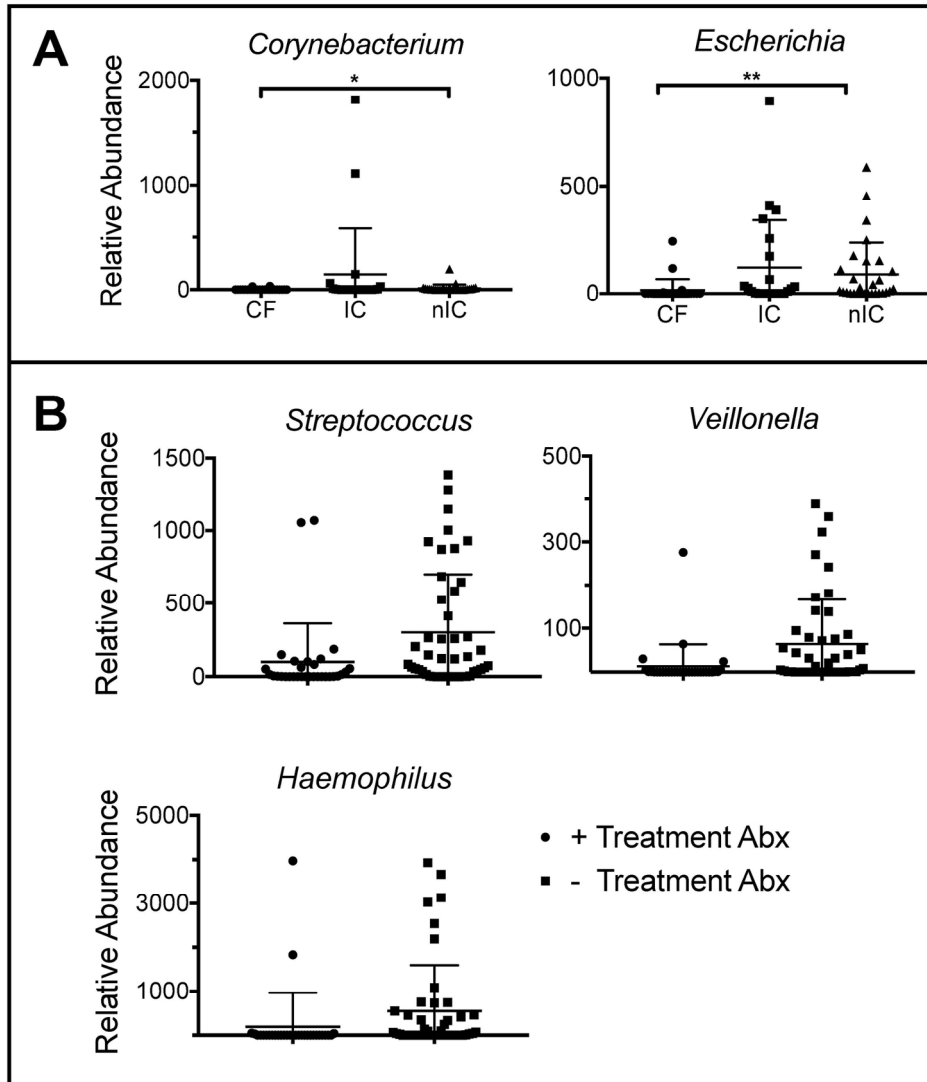 A
Corynebacterium
Relative Abundance
2000
1000
0
*
CF
IC
nIC
Escherichia
1000
500
0
**
CF
IC
nIC
B
Streptococcus
Relative Abundance
1500
1000
500
0
Veillonella
500
300
100
Haemophilus
Relative Abundance
5000
3000
1000
+ Treatment Abx
- Treatment Abx